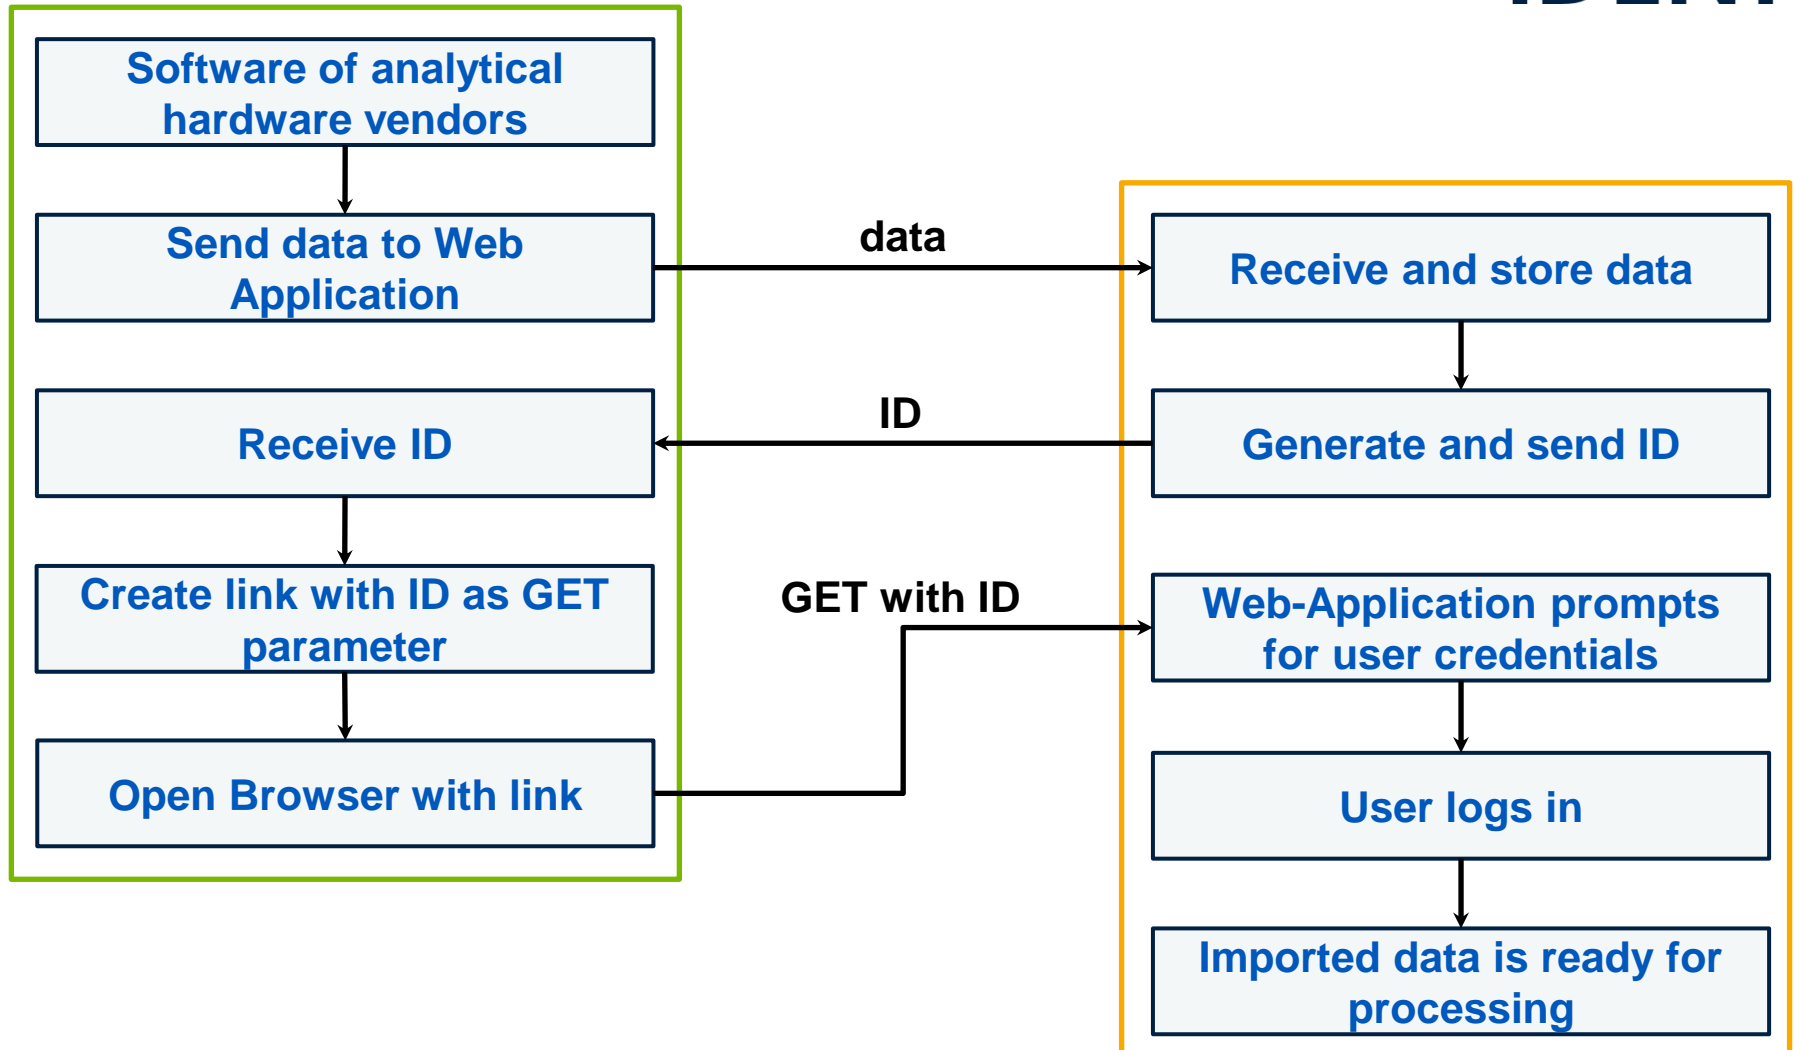 Software of analytical
hardware vendors
Send data to Web
Application
data
Receive and store data
Receive ID
ID
Generate and send ID
Create link with ID as GET
parameter
GET with ID
Web-Application prompts
for user credentials
Open Browser with link
User logs in
Imported data is ready for
processing